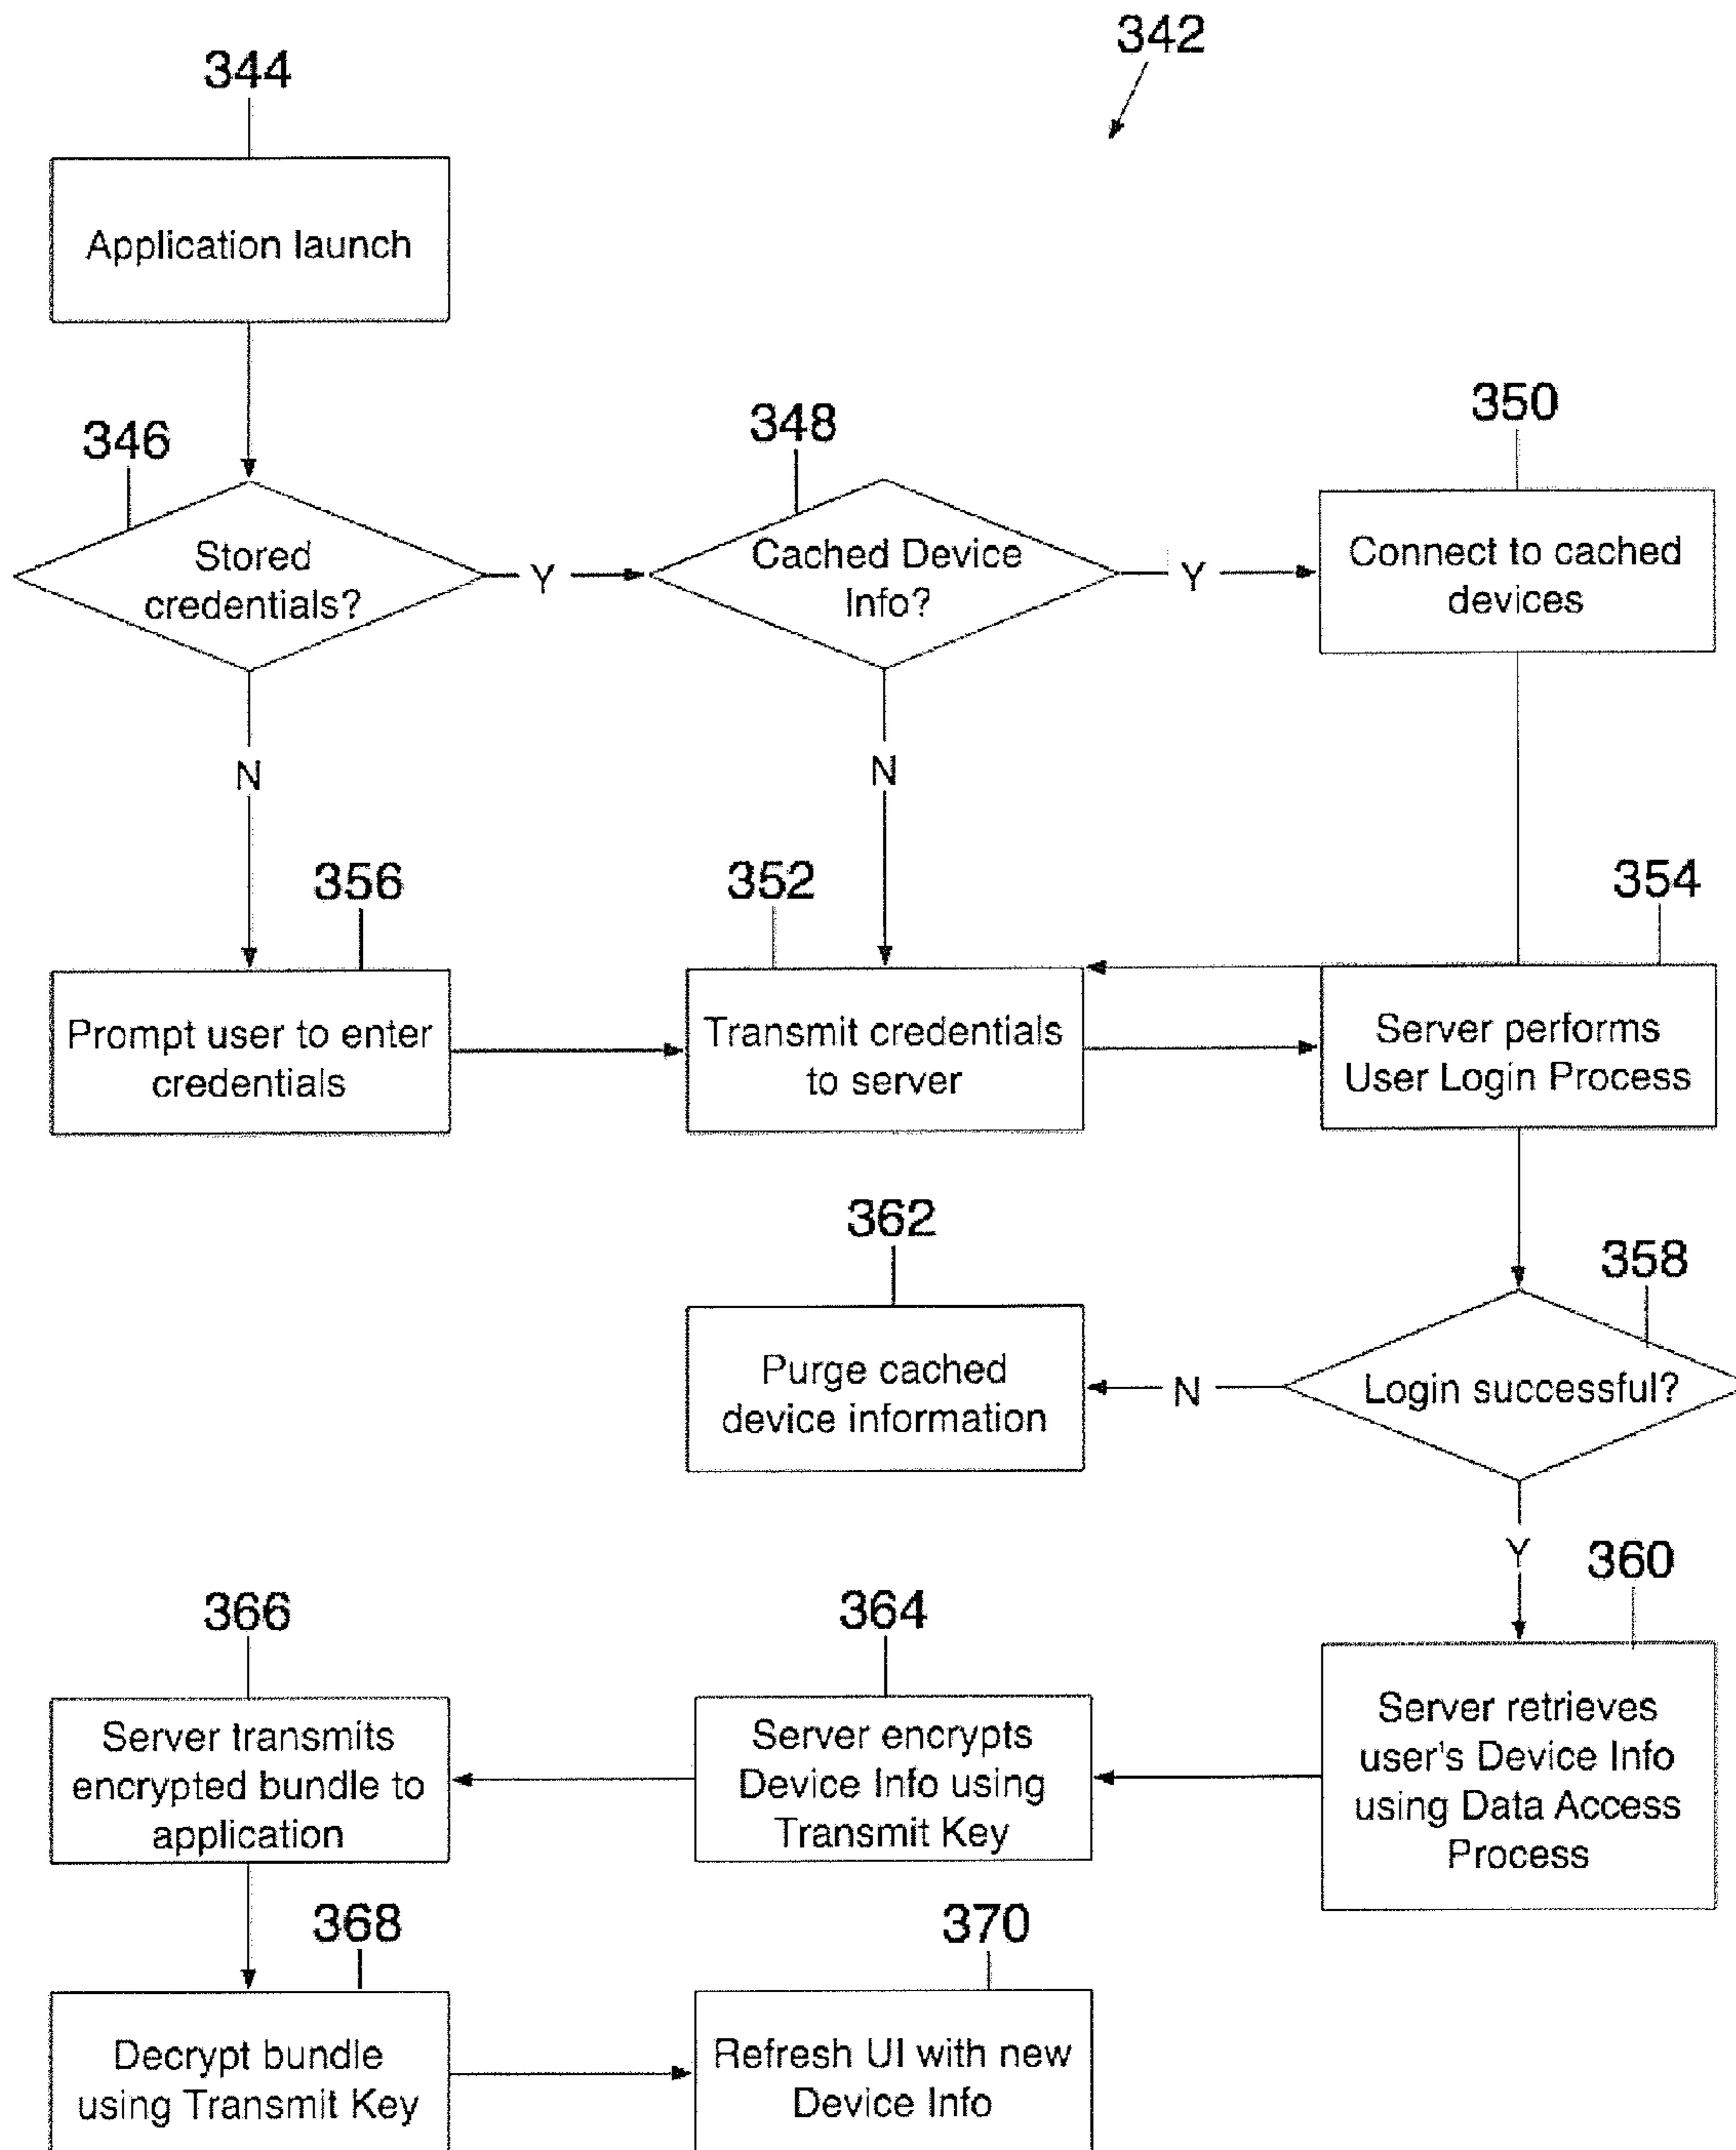 342
344
Application launch
346
Stored
credentials?
Y
348
Cached Device
Info?
Y
350
Connect to cached
devices
N
N
356
Prompt user to enter
credentials
352
Transmit credentials
to server
354
Server performs
User Login Process
362
Purge cached
device information
N
358
Login successful?
Y
360
Server retrieves
user's Device Info
using Data Access
Process
364
Server encrypts
Device Info using
Transmit Key
366
Server transmits
encrypted bundle to
application
368
Decrypt bundle
using Transmit Key
370
Refresh UI with new
Device Info